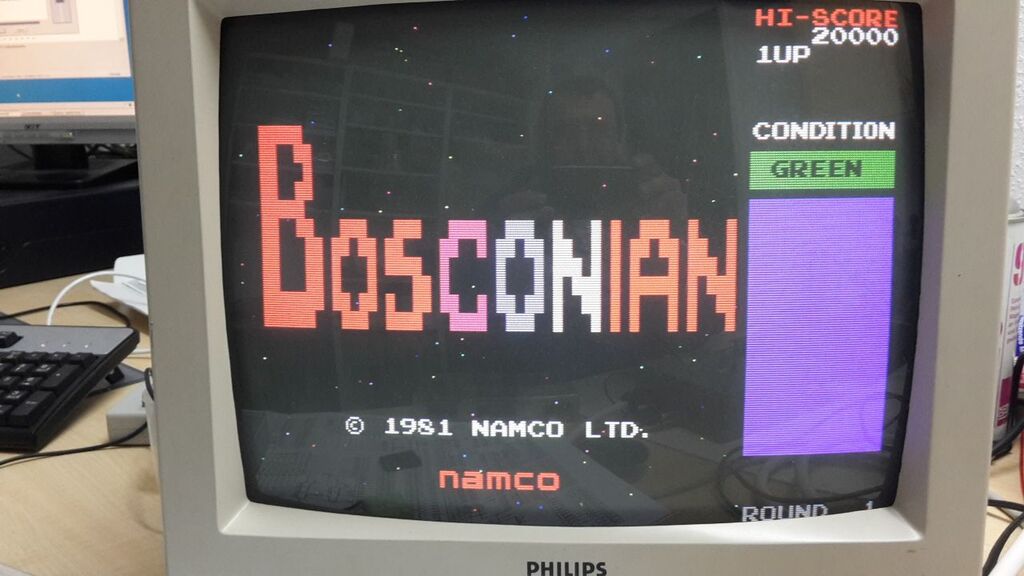 HI-SCORE
20000
1UP
CONDITION
GREEN
BOSCONIAN
© 1981 NAMCO LTD.
namco
ROUND 1
PHILIPS